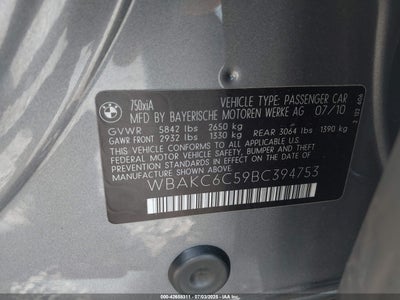 750xiA
VEHICLE TYPE: PASSENGER CAR
MFD BY BAYERISCHE MOTOREN WERKE AG 07/10
GVWR 5842 lbs 2650 kg
GAWR FRONT 2932 lbs 1330 kg REAR 3064 lbs 1390 kg
THIS VEHICLE CONFORMS TO ALL APPLICABLE FEDERAL
MOTOR VEHICLE SAFETY, BUMPER, AND THEFT PREVENTION
STANDARDS IN EFFECT ON THE DATE OF
MANUFACTURE SHOWN ABOVE.
WBAKC6C59BC394753
© IAA - 42658311 - 07/03/2025 - iaai.com